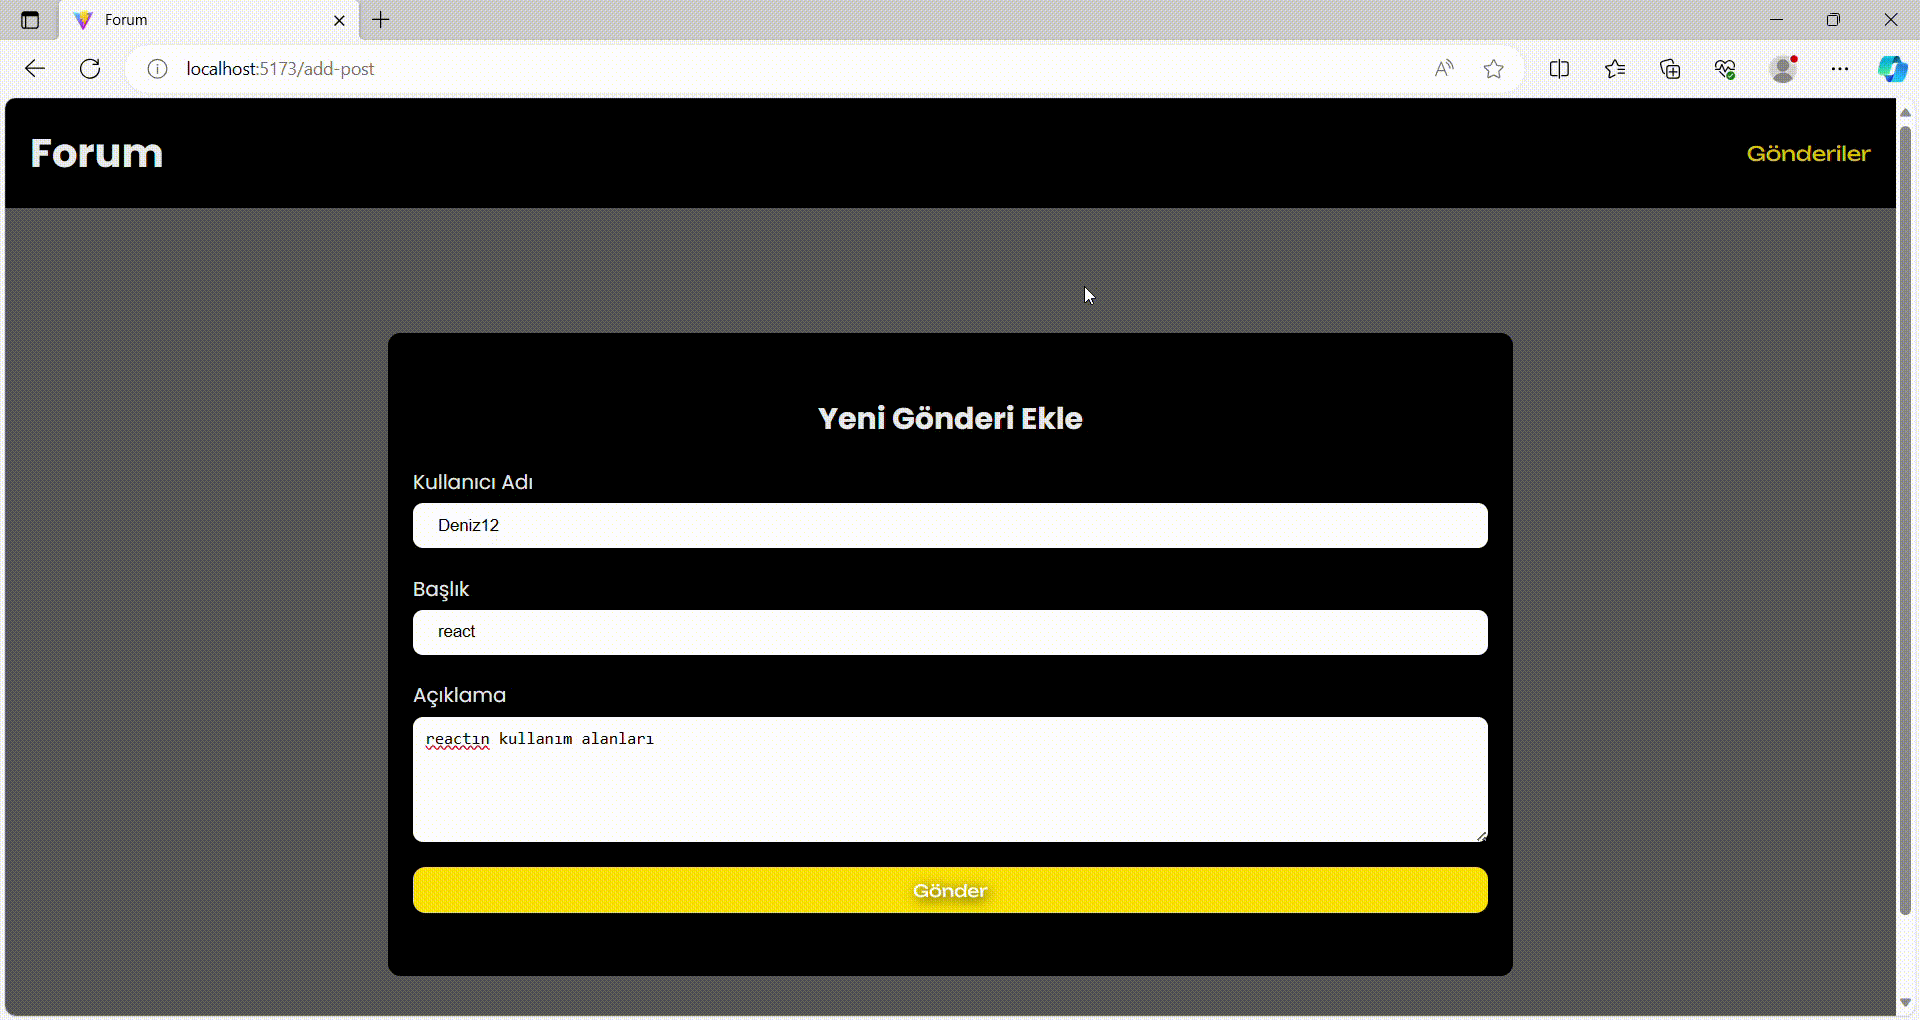 Forum
localhost:5173/add-post
Forum
Gönderiler
Yeni Gönderi Ekle
Kullanıcı Adı
Deniz12
Başlık
react
Açıklama
reactın kullanım alanları
Gönder